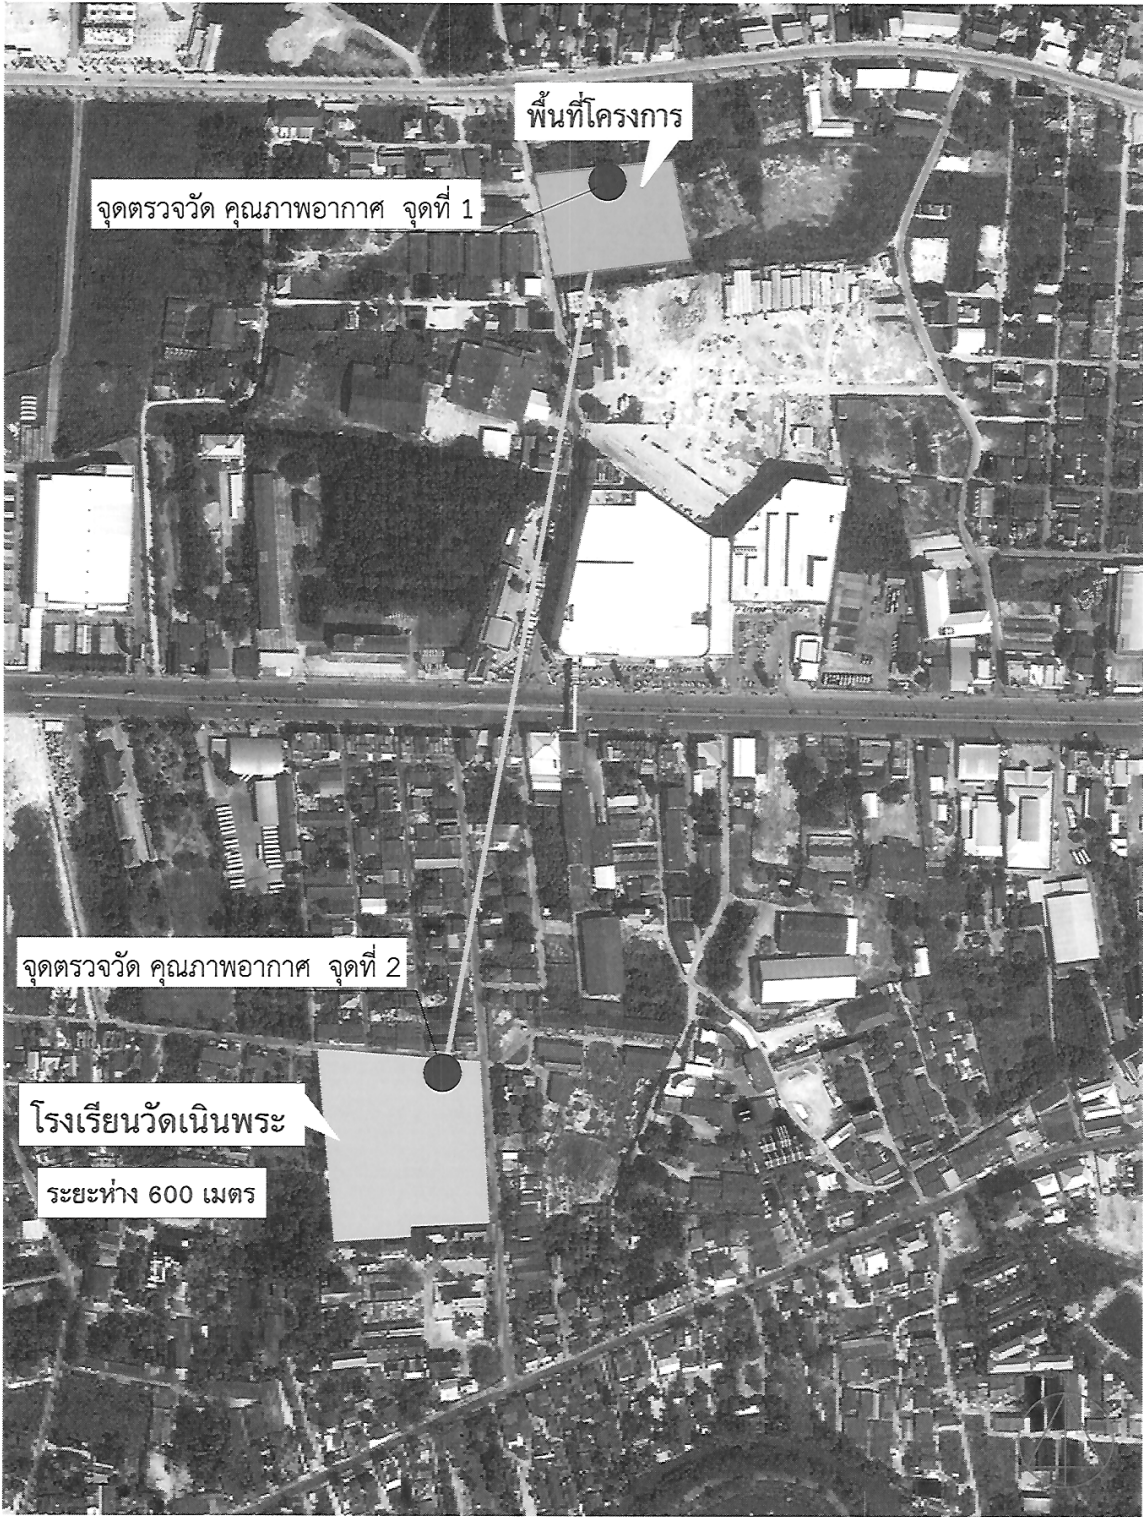 พื้นที่โครงการ
จุดตรวจวัด คุณภาพอากาศ จุดที่ 1
จุดตรวจวัด คุณภาพอากาศ จุดที่ 2
โรงเรียนวัดเนินพระ
ระยะห่าง 600 เมตร